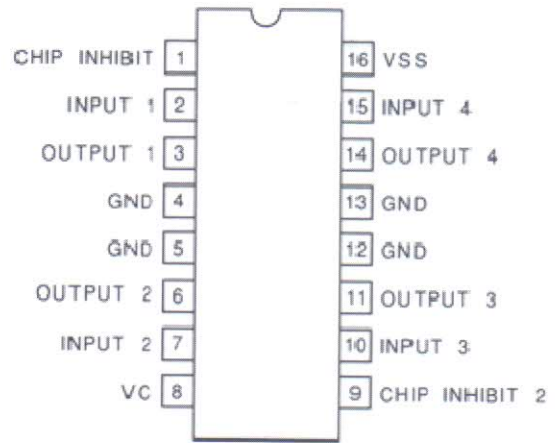 CHIP INHIBIT 1
INPUT 1 2
OUTPUT 1 3
GND 4
GND 5
OUTPUT 2 6
INPUT 2 7
VC 8
16 VSS
15 INPUT 4
14 OUTPUT 4
13 GND
12 GND
11 OUTPUT 3
10 INPUT 3
9 CHIP INHIBIT 2